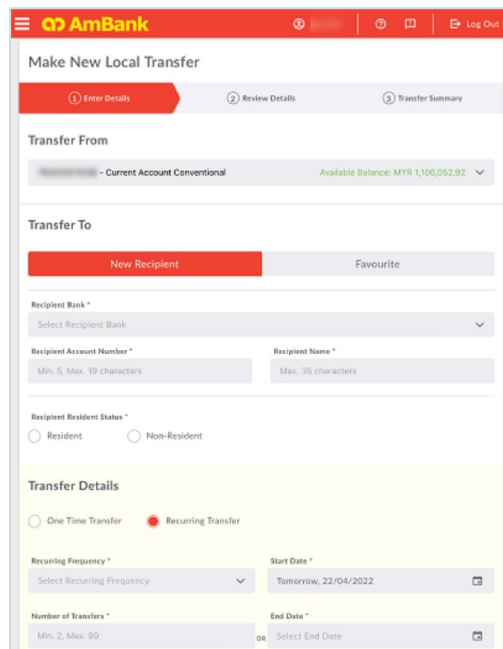 AmBank
Log Out
Make New Local Transfer
1 Enter Details
2 Review Details
3 Transfer Summary
Transfer From
- Current Account Conventional Available Balance: MYR 1,106,052.92
Transfer To
New Recipient Favourite
Recipient Bank *
Select Recipient Bank
Recipient Account Number * Recipient Name *
Min. 5, Max. 19 characters Max. 35 characters
Recipient Resident Status *
Resident Non-Resident
Transfer Details
One Time Transfer Recurring Transfer
Recurring Frequency * Start Date *
Select Recurring Frequency Tomorrow, 22/04/2022
Number of Transfers * End Date *
Min. 2, Max. 99 OR Select End Date